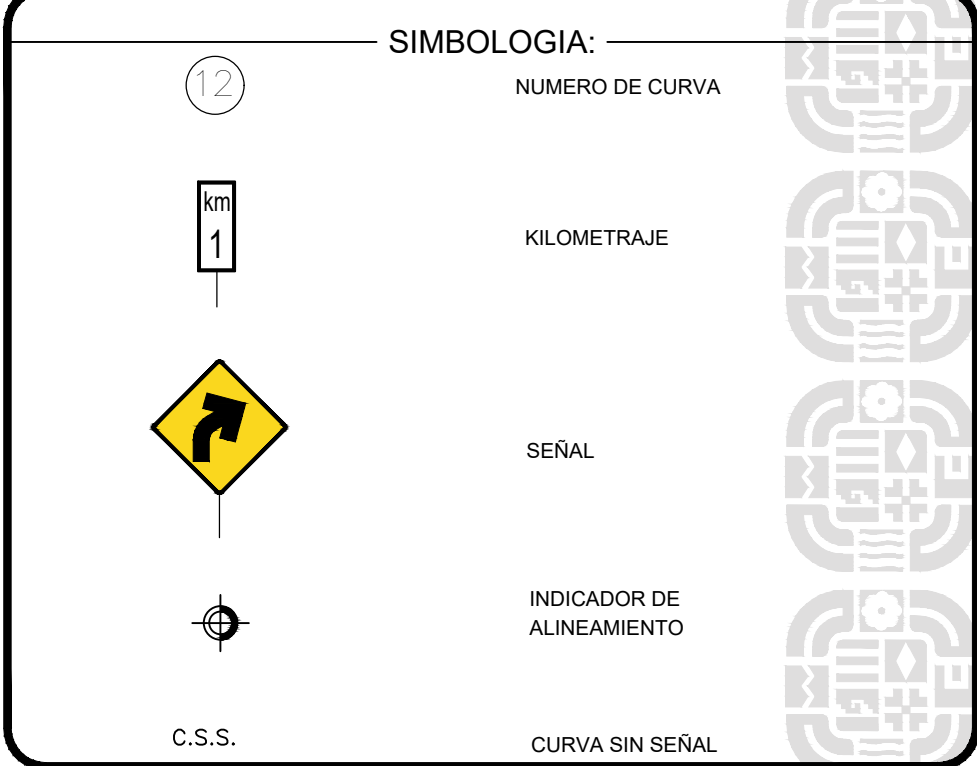 SIMBOLOGIA:
12
NUMERO DE CURVA
km
1
KILOMETRAJE
SEÑAL
INDICADOR DE
ALINEAMIENTO
C.S.S.
CURVA SIN SEÑAL